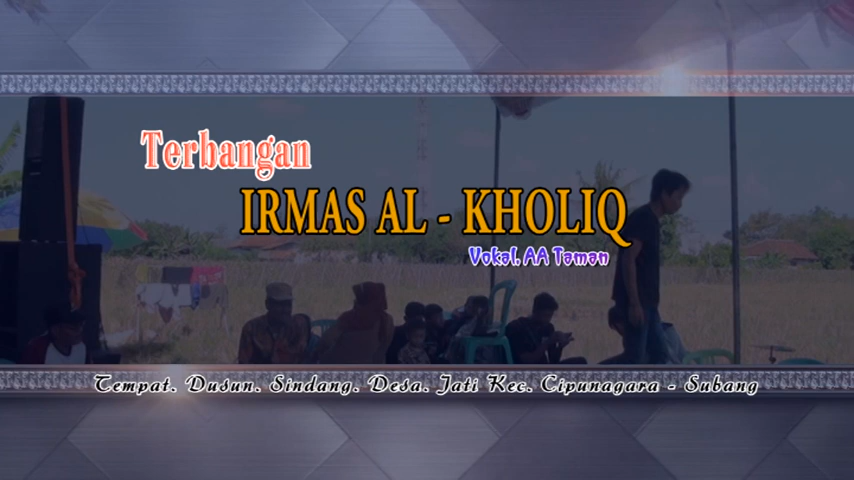 Terbangan
IRMAS AL - KHOLIQ
Vokal. AA Taman
Tempat. Dusun. Sindang. Desa. Jati Kec. Cipunagara - Subang